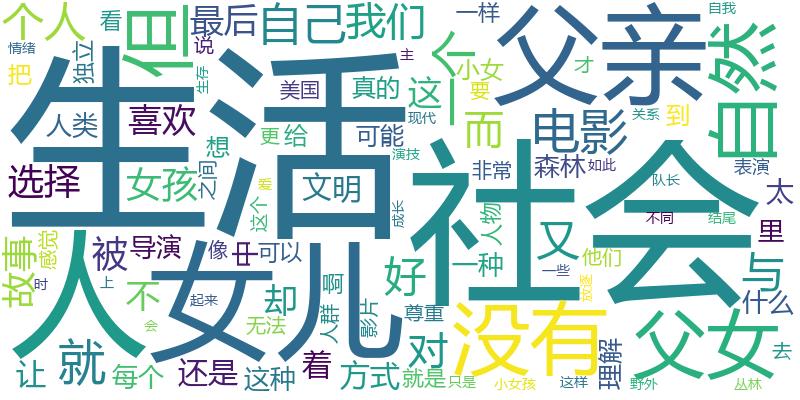 个人
看
但
最后
自己
我们
一样
父亲
自我
自然
情绪
把
独立
说
生存
美国
真的
主
这
一个
小女
才
要
而
关系
到
人类
喜欢
更
给
可能
现代
电影
生活
社会
选择
女孩
想
之间
演技
非常
森林
如此
表演
文明
队长
太
这个
爱
成长
人物
不同
结尾
里
故事
感觉
被
导演
像
中
可以
又
他们
与
人
女儿
好
一种
一些
时
上
不
起来
却
人群
啊
影片
尊重
放逐
什么
会
无法
没有
父女
让
就
每个
还是
这种
着
方式
对
就是
只是
小女孩
这样
理解
野外
去
丛林